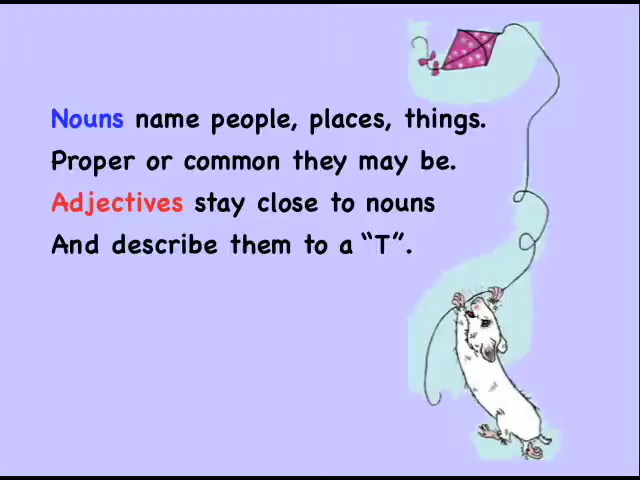 Nouns name people, places, things.
Proper or common they may be.
Adjectives stay close to nouns
And describe them to a “T”.